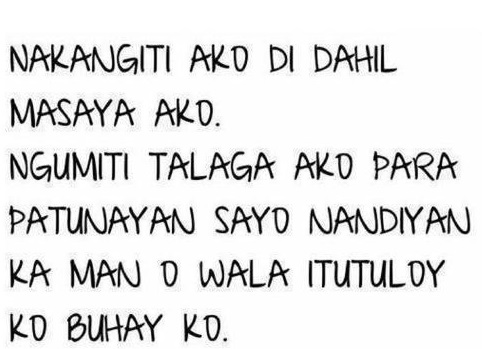 NAKANGITI AKO DI DAHIL
MASAYA AKO.
NGUMITI TALAGA AKO PARA
PATUNAYAN SAYO NANDIYAN
KA MAN O WALA ITUTULOY
KO BUHAY KO.